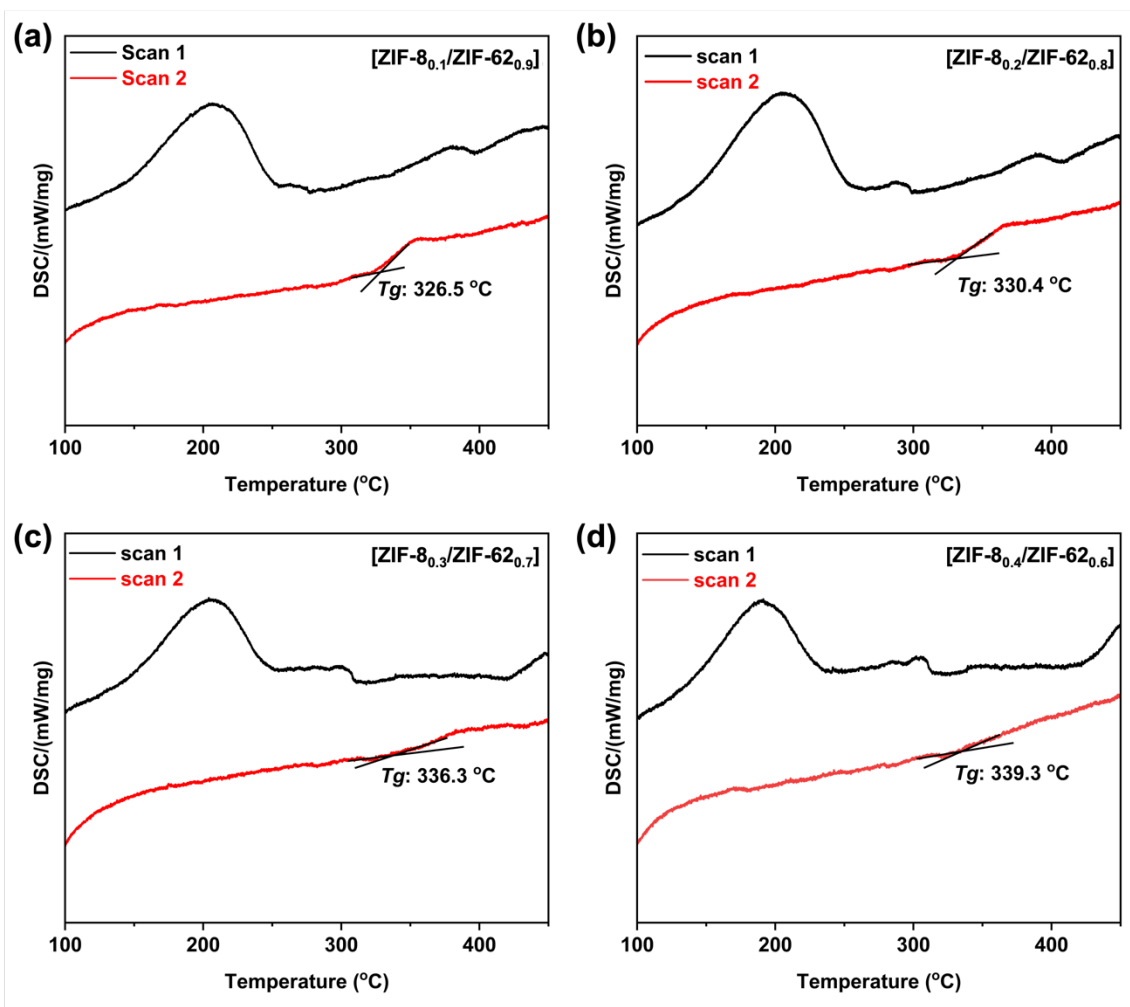 (a)
Scan 1
Scan 2
[ZIF-8₀.₁/ZIF-62₀.₉]
DSC/(mW/mg)
Tg: 326.5 °C
100 200 300 400
Temperature (°C)
(b)
scan 1
scan 2
[ZIF-8₀.₂/ZIF-62₀.₈]
DSC/(mW/mg)
Tg: 330.4 °C
100 200 300 400
Temperature (°C)
(c)
scan 1
scan 2
[ZIF-8₀.₃/ZIF-62₀.₇]
DSC/(mW/mg)
Tg: 336.3 °C
100 200 300 400
Temperature (°C)
(d)
scan 1
scan 2
[ZIF-8₀.₄/ZIF-62₀.₆]
DSC/(mW/mg)
Tg: 339.3 °C
100 200 300 400
Temperature (°C)